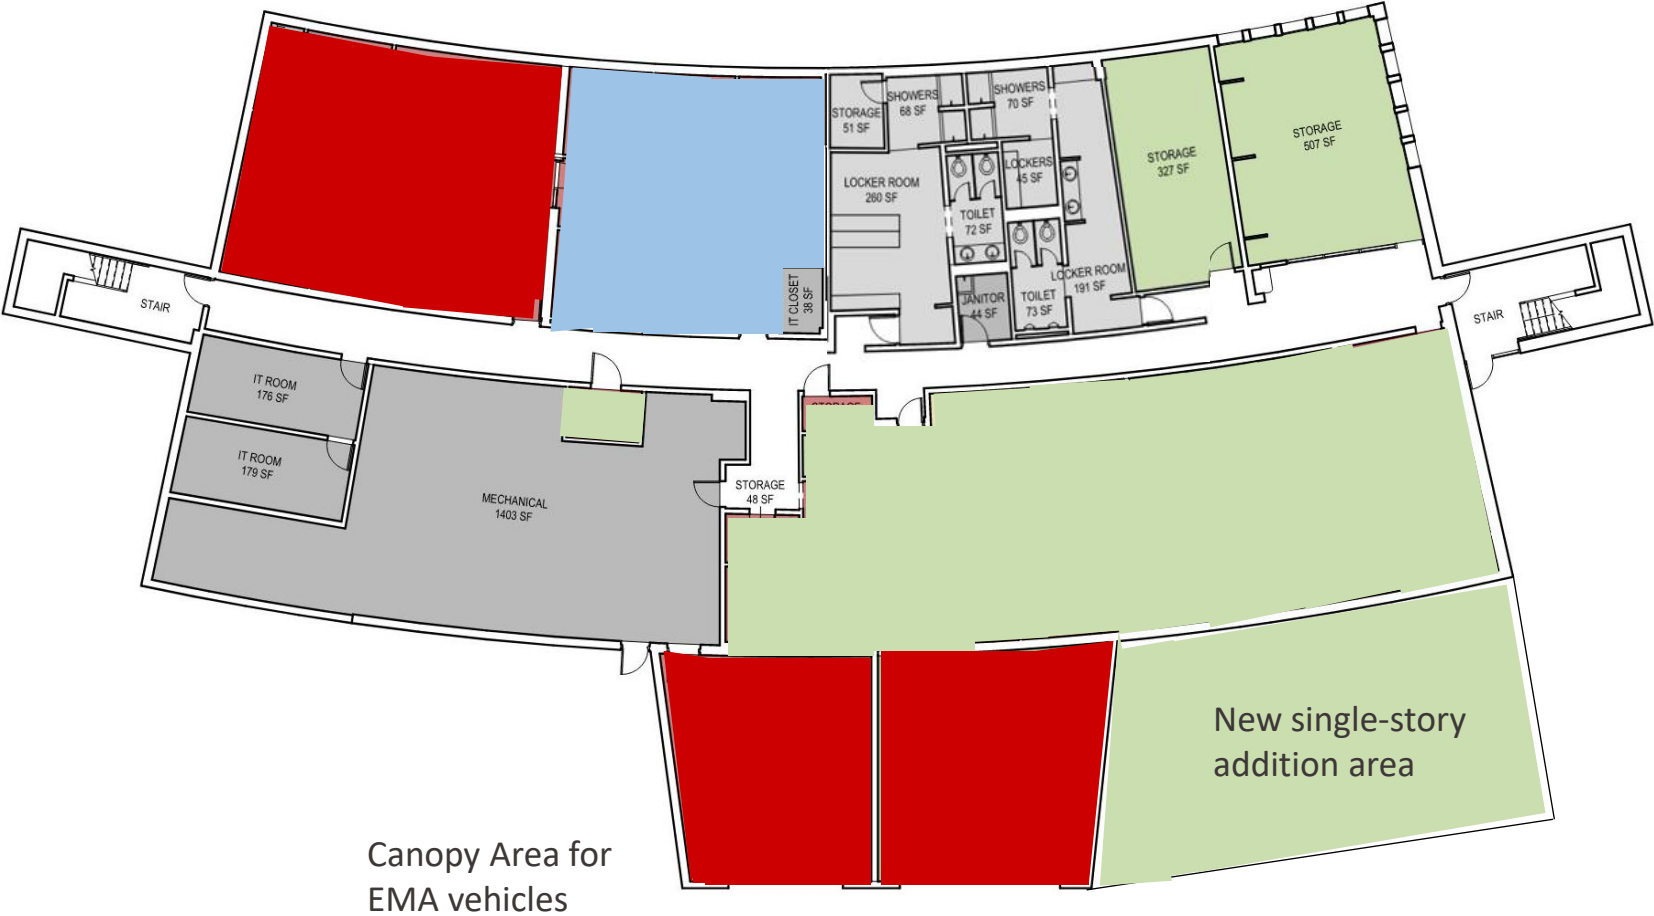 STORAGE
51 SF
SHOWERS
68 SF
SHOWERS
70 SF
LOCKERS
45 SF
LOCKER ROOM
260 SF
TOILET
72 SF
STORAGE
327 SF
STORAGE
507 SF
IT CLOSET
38 SF
JANITOR
44 SF
TOILET
73 SF
LOCKER ROOM
191 SF
STAIR
STAIR
IT ROOM
176 SF
IT ROOM
179 SF
STORAGE
MECHANICAL
1403 SF
STORAGE
48 SF
New single-story
addition area
Canopy Area for
EMA vehicles